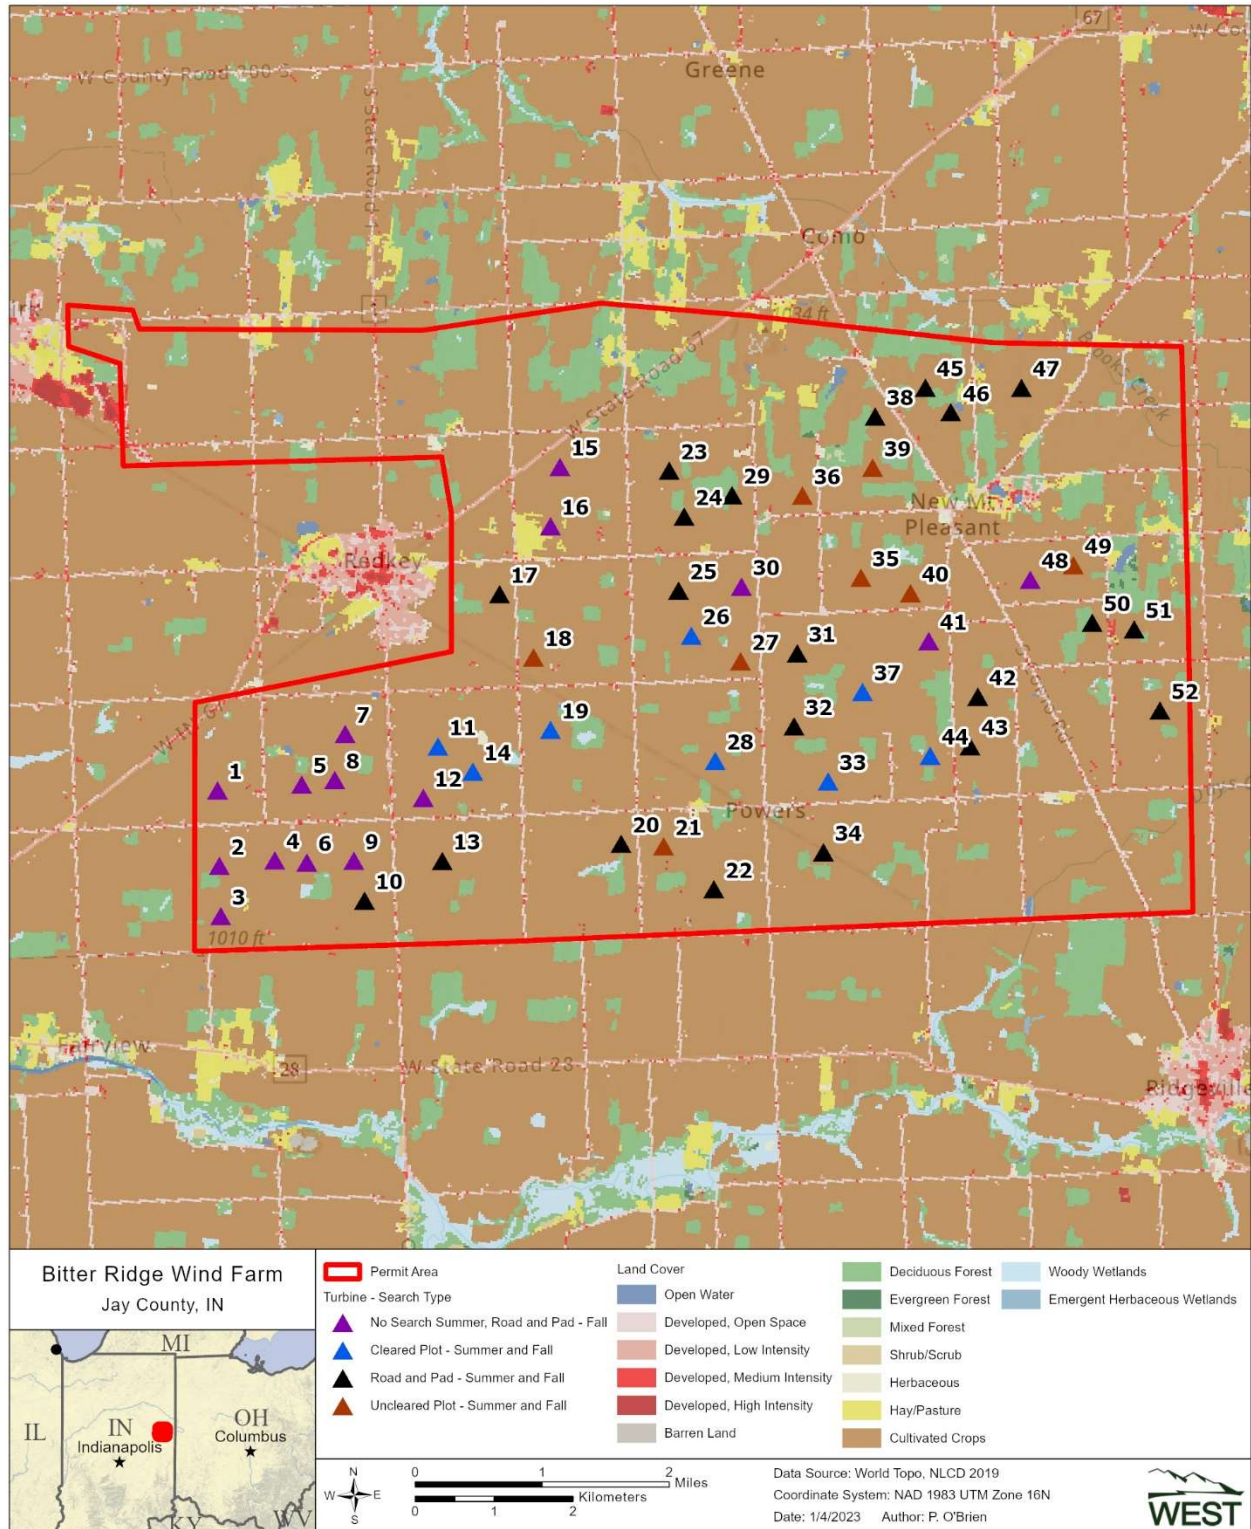 67
W County Road 200 S
Greene
S State Road 1
Como
1034 ft
W State Road 67
Brooks Creek
45
47
46
38
15
23
39
29
36
24
New Mt
Pleasant
16
Redkey
49
48
35
40
17
25
30
50
51
26
31
41
18
27
37
42
52
7
11
19
32
43
44
14
28
1
5
8
12
33
Powers
20
21
13
34
2
4
6
9
22
10
3
1010 ft
Fairview
28
W State Road 28
Ridgeville
Bitter Ridge Wind Farm
Jay County, IN
MI
IL
IN
Indianapolis
OH
Columbus
KY
WV
Permit Area
Turbine - Search Type
No Search Summer, Road and Pad - Fall
Cleared Plot - Summer and Fall
Road and Pad - Summer and Fall
Uncleared Plot - Summer and Fall
Land Cover
Open Water
Developed, Open Space
Developed, Low Intensity
Developed, Medium Intensity
Developed, High Intensity
Barren Land
Deciduous Forest
Evergreen Forest
Mixed Forest
Shrub/Scrub
Herbaceous
Hay/Pasture
Cultivated Crops
Woody Wetlands
Emergent Herbaceous Wetlands
N
W E
S
0 1 2
Miles
Kilometers
0 1 2
Data Source: World Topo, NLCD 2019
Coordinate System: NAD 1983 UTM Zone 16N
Date: 1/4/2023 Author: P. O'Brien
WEST